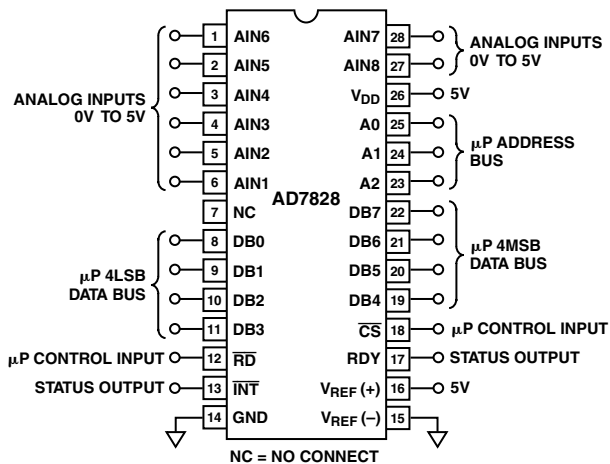 1 AIN6 AIN7 28
2 AIN5 AIN8 27
3 AIN4 VDD 26 5V
4 AIN3 A0 25
5 AIN2 A1 24
6 AIN1 A2 23
AD7828
7 NC DB7 22
8 DB0 DB6 21
9 DB1 DB5 20
10 DB2 DB4 19
11 DB3 C̅S̅ 18 μP CONTROL INPUT
μP CONTROL INPUT 12 R̅D̅ RDY 17 STATUS OUTPUT
STATUS OUTPUT 13 I̅N̅T̅ VREF (+) 16 5V
14 GND VREF (–) 15
ANALOG INPUTS
0V TO 5V
μP 4LSB
DATA BUS
ANALOG INPUTS
0V TO 5V
μP ADDRESS
BUS
μP 4MSB
DATA BUS
NC = NO CONNECT